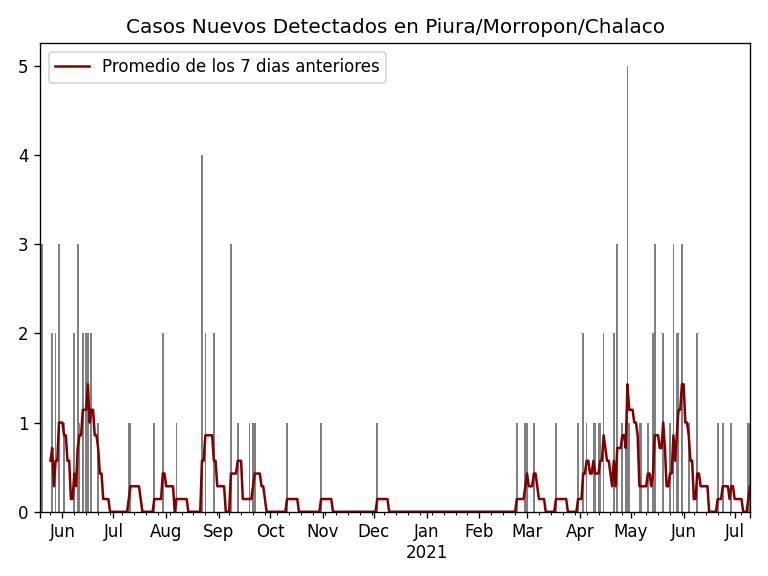 Casos Nuevos Detectados en Piura/Morropon/Chalaco
Promedio de los 7 dias anteriores
5
4
3
2
1
0
Jun Jul Aug Sep Oct Nov Dec Jan Feb Mar Apr May Jun Jul
2021